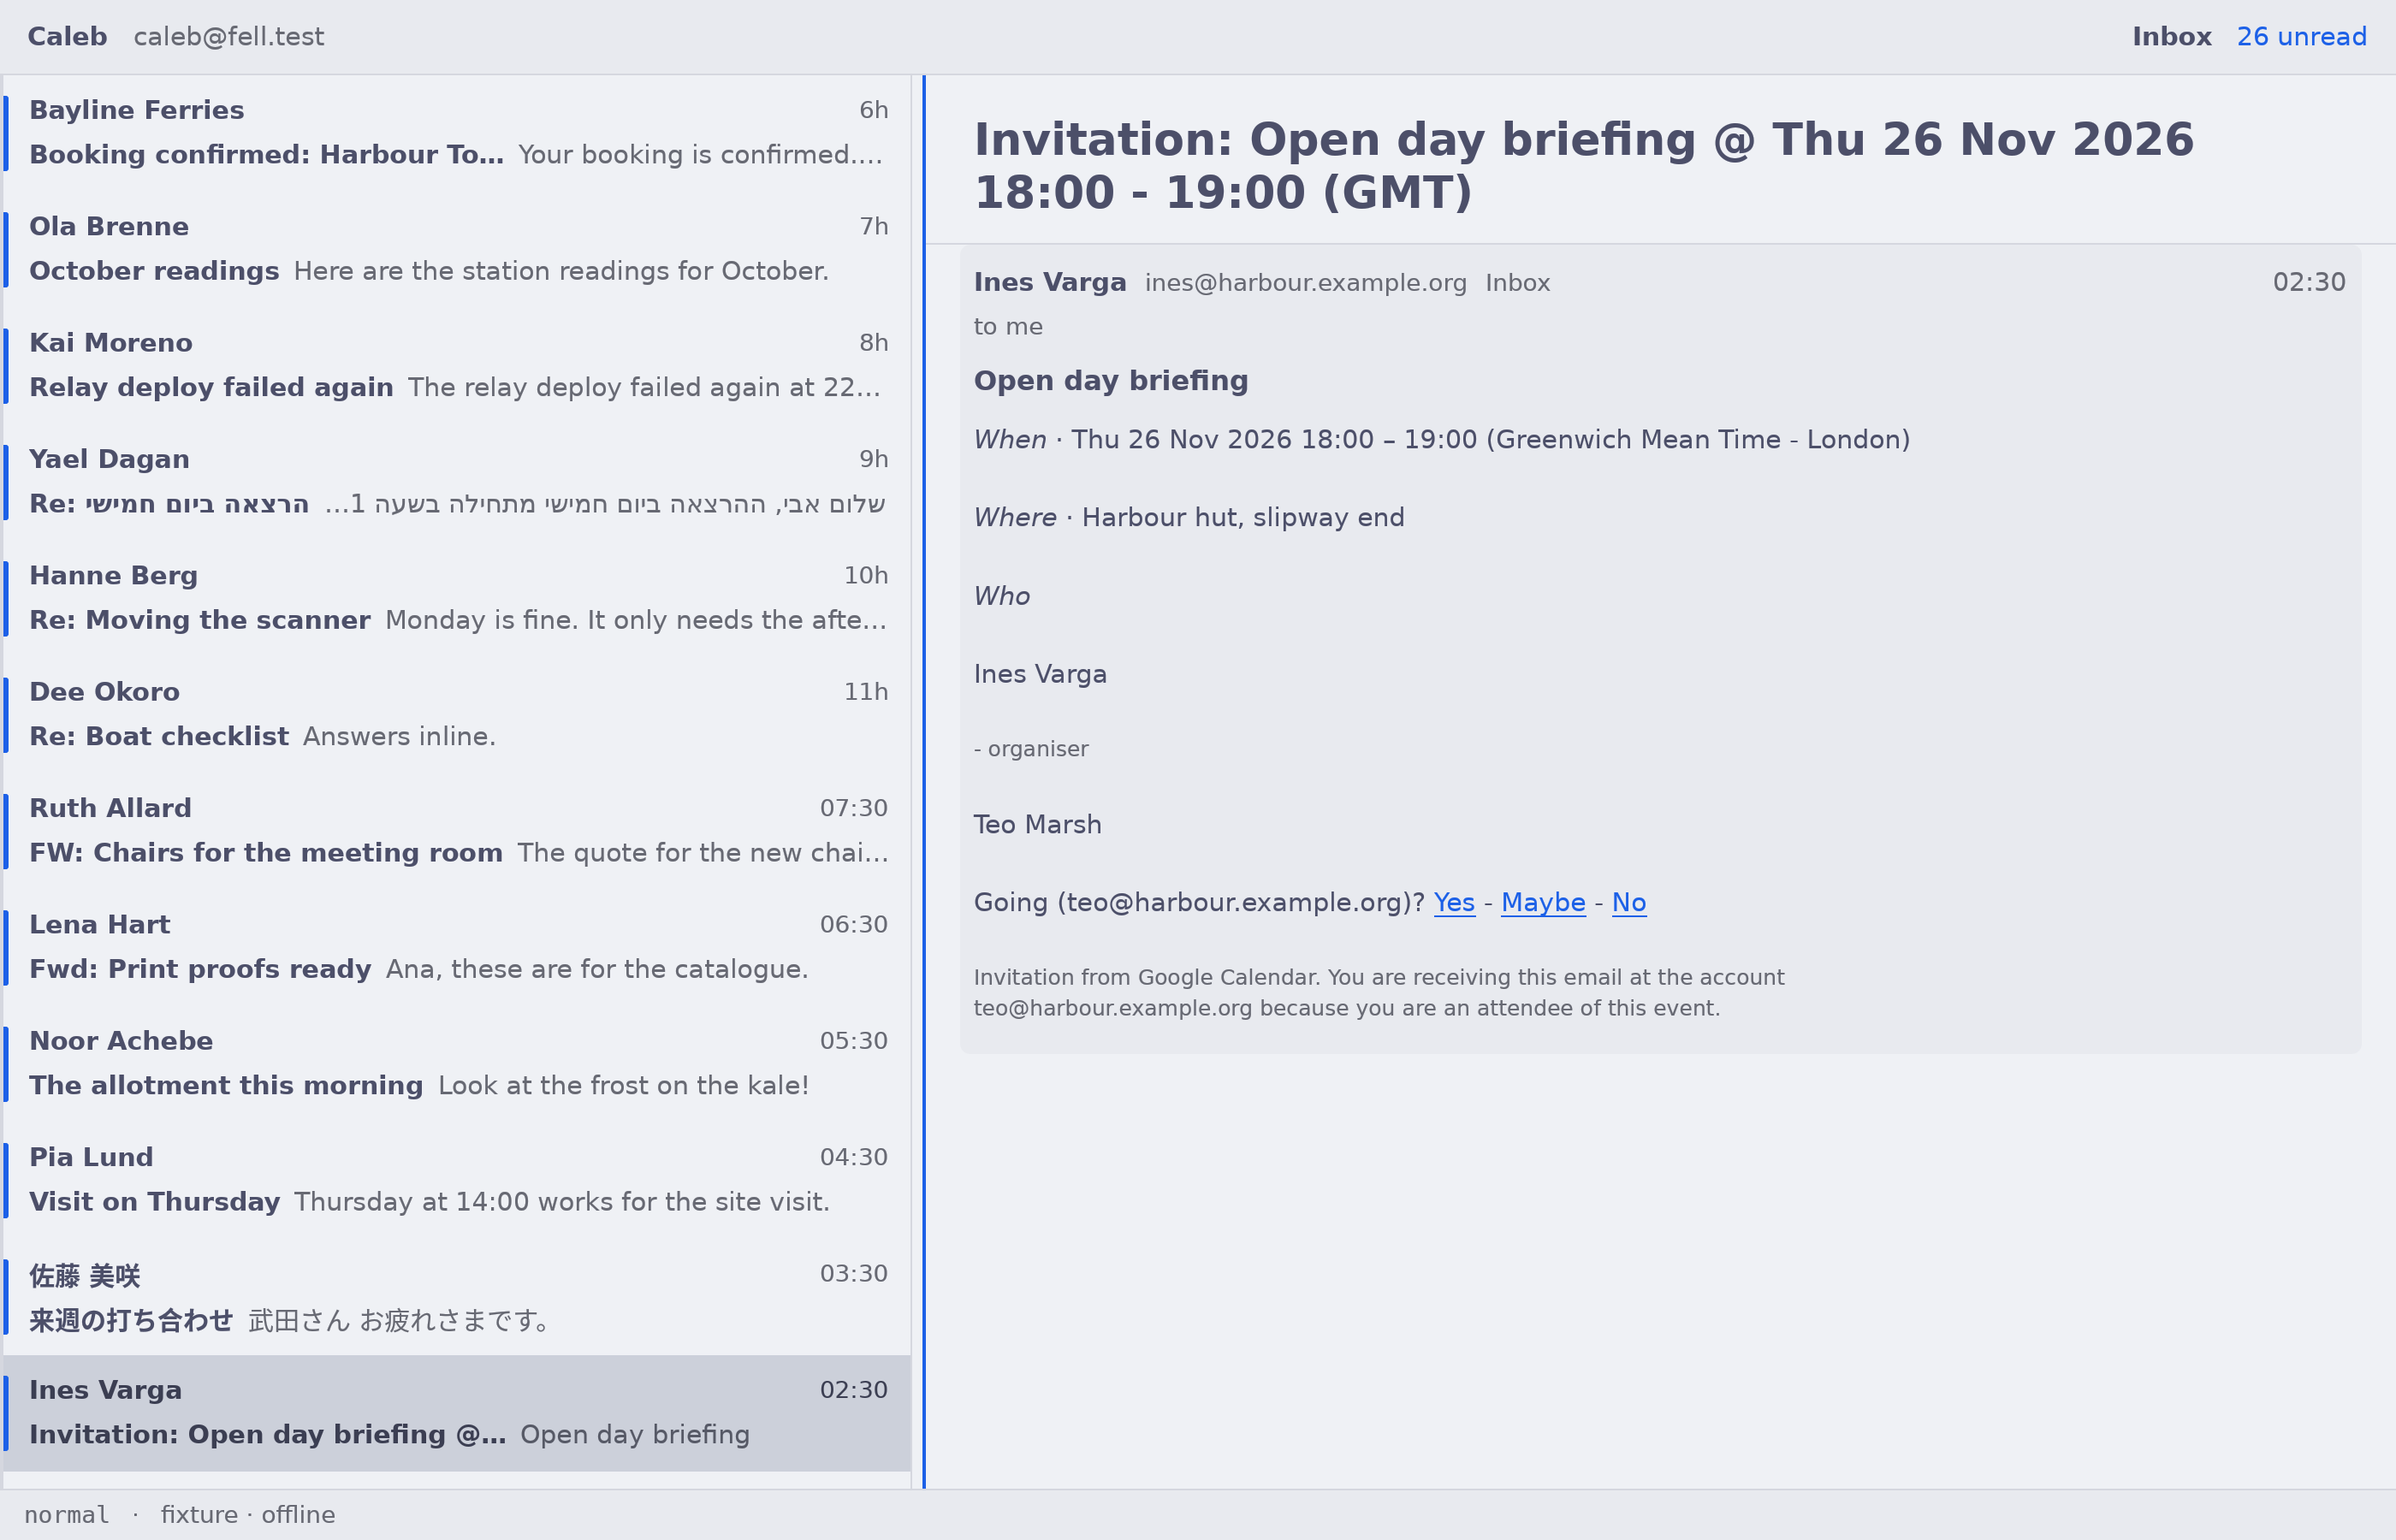 Caleb caleb@fell.test
Inbox 26 unread
Bayline Ferries 6h
Booking confirmed: Harbour To… Your booking is confirmed.…
Ola Brenne 7h
October readings Here are the station readings for October.
Kai Moreno 8h
Relay deploy failed again The relay deploy failed again at 22…
Yael Dagan 9h
Re: הרצאה ביום חמישי שלום אבי, ההרצאה ביום חמישי מתחילה בשעה 1…
Hanne Berg 10h
Re: Moving the scanner Monday is fine. It only needs the afte…
Dee Okoro 11h
Re: Boat checklist Answers inline.
Ruth Allard 07:30
FW: Chairs for the meeting room The quote for the new chai…
Lena Hart 06:30
Fwd: Print proofs ready Ana, these are for the catalogue.
Noor Achebe 05:30
The allotment this morning Look at the frost on the kale!
Pia Lund 04:30
Visit on Thursday Thursday at 14:00 works for the site visit.
佐藤 美咲 03:30
来週の打ち合わせ 武田さん お疲れさまです。
Ines Varga 02:30
Invitation: Open day briefing @… Open day briefing
Invitation: Open day briefing @ Thu 26 Nov 2026
18:00 - 19:00 (GMT)
Ines Varga ines@harbour.example.org Inbox 02:30
to me
Open day briefing
When · Thu 26 Nov 2026 18:00 – 19:00 (Greenwich Mean Time - London)
Where · Harbour hut, slipway end
Who
Ines Varga
- organiser
Teo Marsh
Going (teo@harbour.example.org)? Yes - Maybe - No
Invitation from Google Calendar. You are receiving this email at the account
teo@harbour.example.org because you are an attendee of this event.
normal · fixture · offline